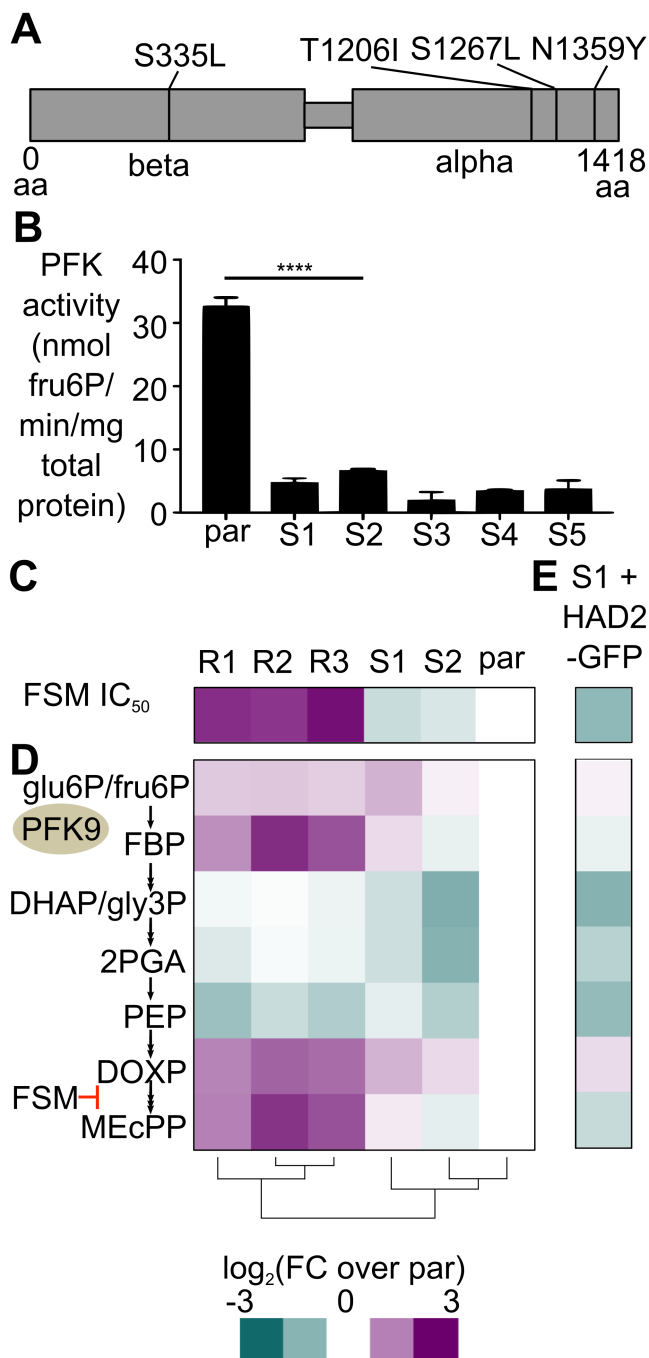 A
S335L T1206I S1267L N1359Y
0 aa beta alpha 1418 aa
B
PFK activity (nmol fru6P/ min/mg total protein)
40
30
20
10
0
****
par S1 S2 S3 S4 S5
C
E
S1 + HAD2 -GFP
R1 R2 R3 S1 S2 par
FSM IC50
D
glu6P/fru6P
PFK9
FBP
DHAP/gly3P
2PGA
PEP
DOXP
FSM
MEcPP
log2(FC over par)
-3 0 3